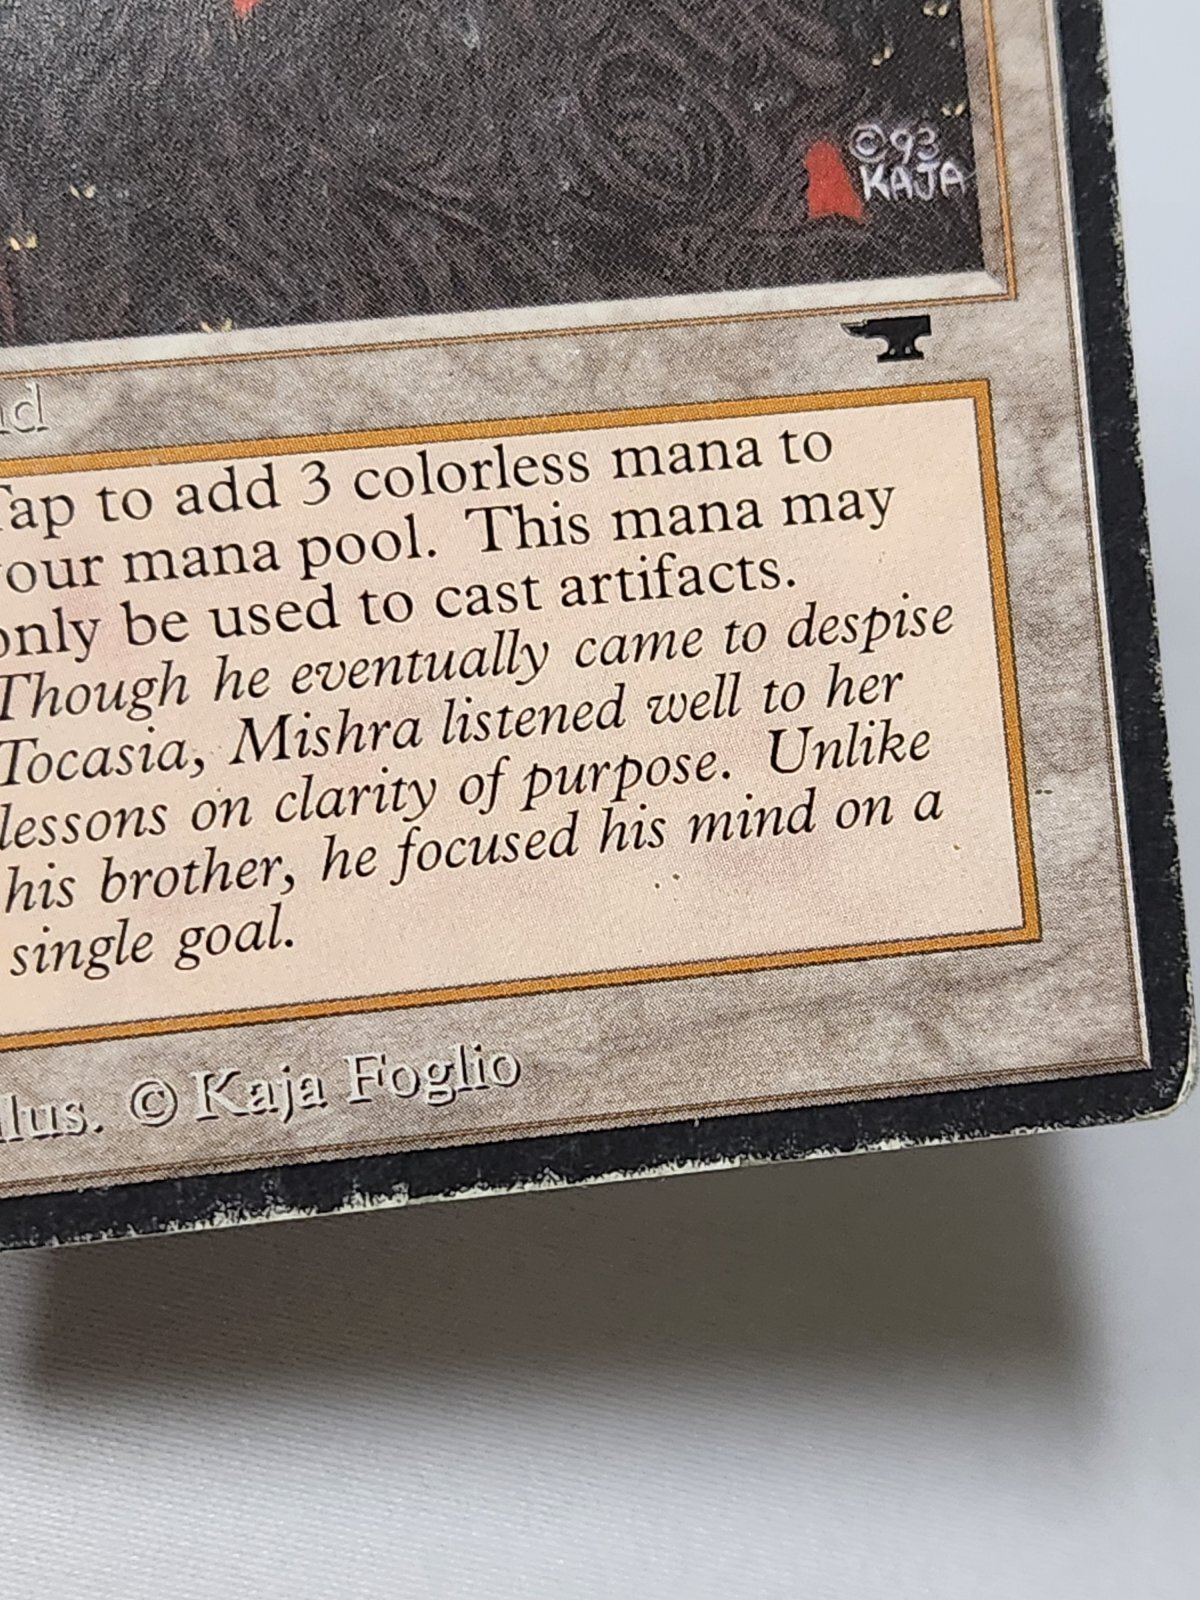 ©93
KAJA
nd
Tap to add 3 colorless mana to
your mana pool. This mana may
only be used to cast artifacts.
Though he eventually came to despise
Tocasia, Mishra listened well to her
lessons on clarity of purpose. Unlike
his brother, he focused his mind on a
single goal.
llus. © Kaja Foglio